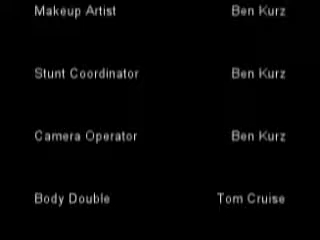 Makeup Artist Ben Kurz
Stunt Coordinator Ben Kurz
Camera Operator Ben Kurz
Body Double Tom Cruise